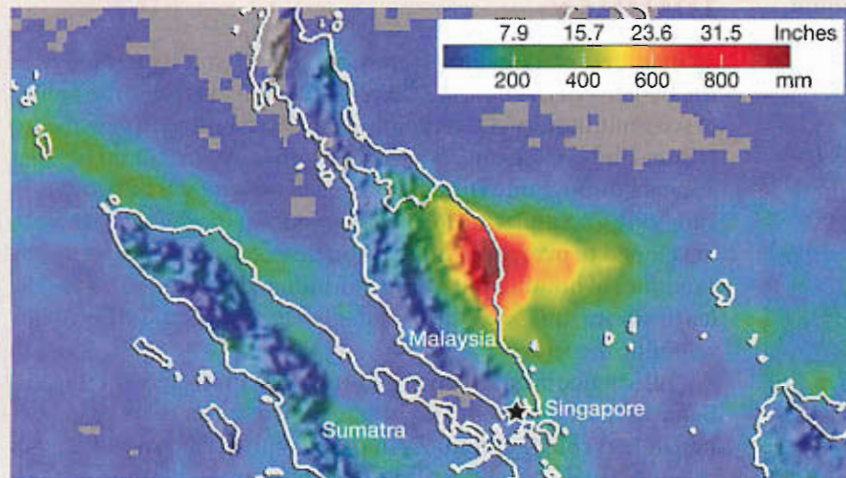 7.9 15.7 23.6 31.5 Inches
200 400 600 800 mm
Malaysia
Singapore
Sumatra